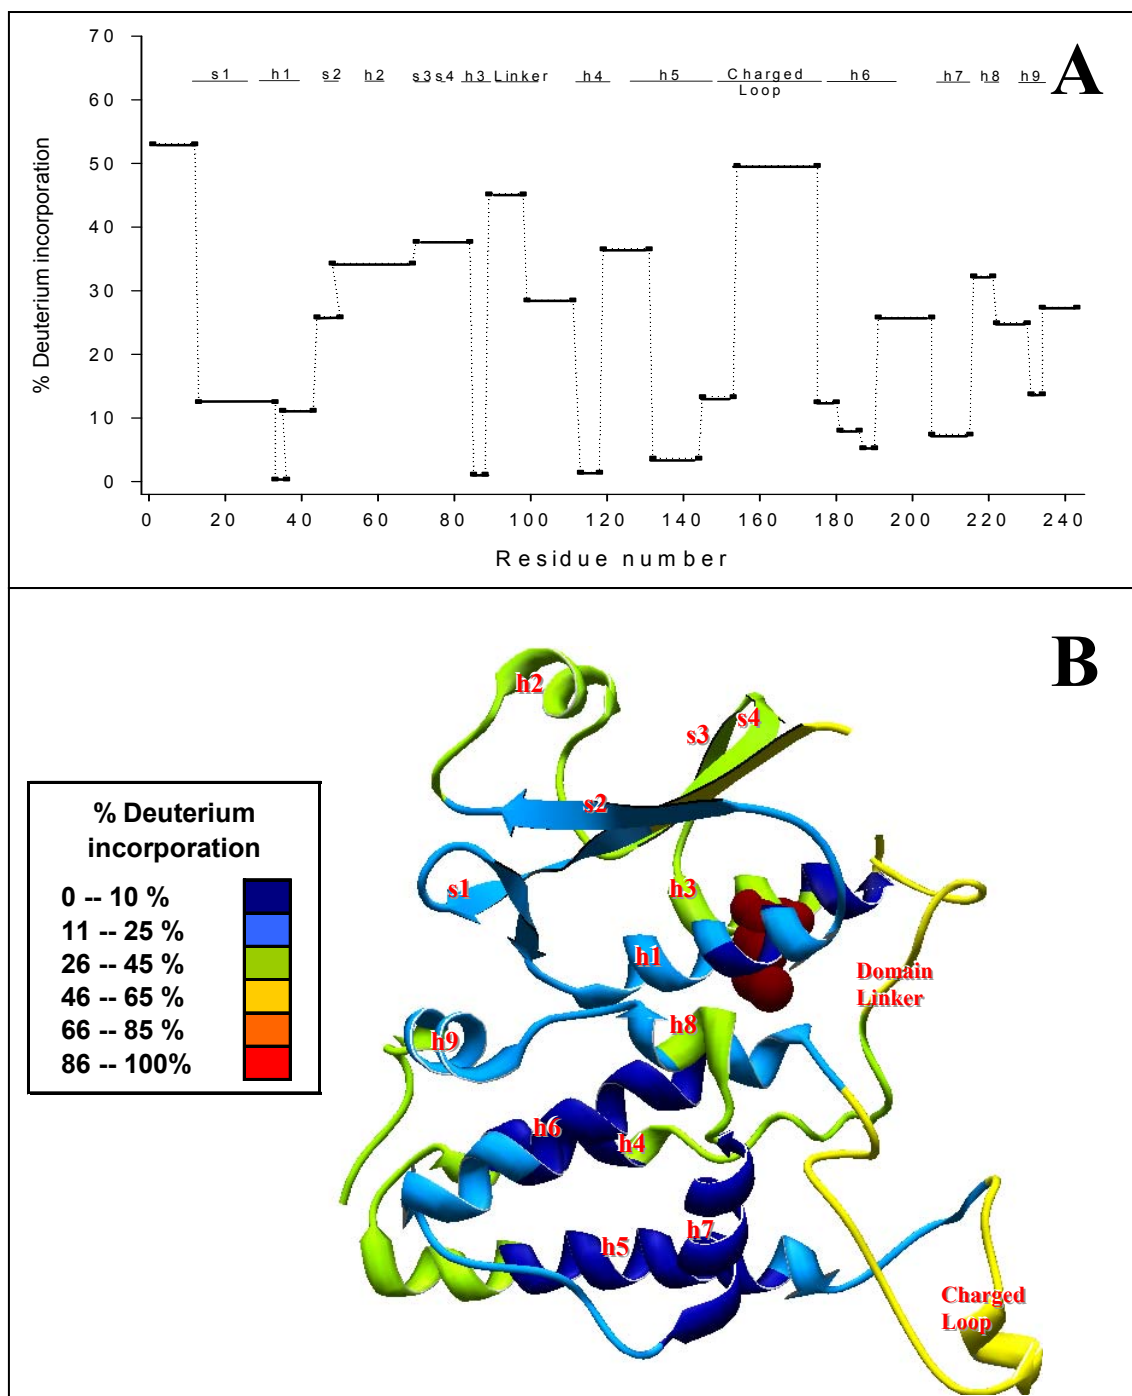 A
70
60
50
40
30
20
10
0
% Deuterium incorporation
s1 h1 s2 h2 s3 s4 h3 Linker h4 h5 Charged Loop h6 h7 h8 h9
0 20 40 60 80 100 120 140 160 180 200 220 240
Residue number
B
h2
s4
s3
s2
s1
h3
h1
Domain
Linker
h8
h9
h6
h4
h7
h5
Charged
Loop
% Deuterium
incorporation
0 -- 10 %
11 -- 25 %
26 -- 45 %
46 -- 65 %
66 -- 85 %
86 -- 100%